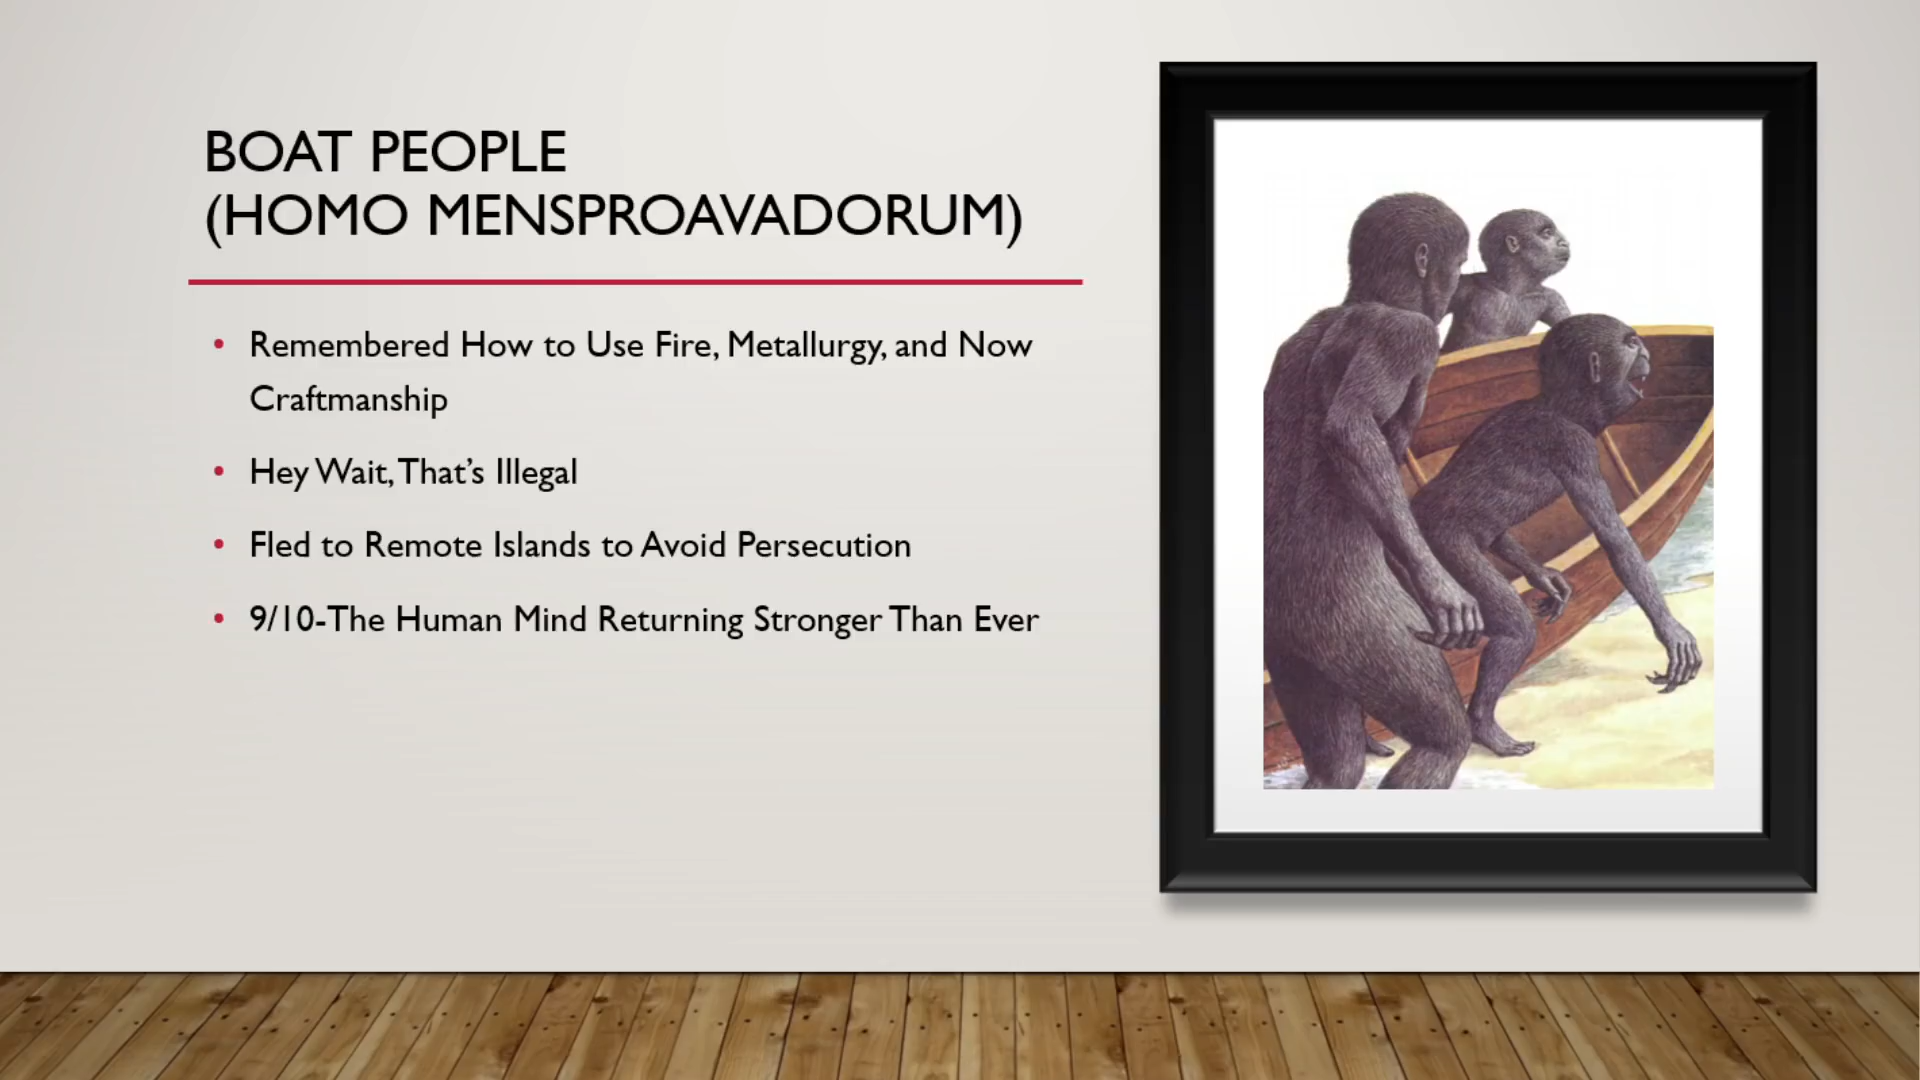 BOAT PEOPLE
(HOMO MENSPROAVADORUM)
• Remembered How to Use Fire, Metallurgy, and Now
Craftmanship
• Hey Wait, That’s Illegal
• Fled to Remote Islands to Avoid Persecution
• 9/10-The Human Mind Returning Stronger Than Ever